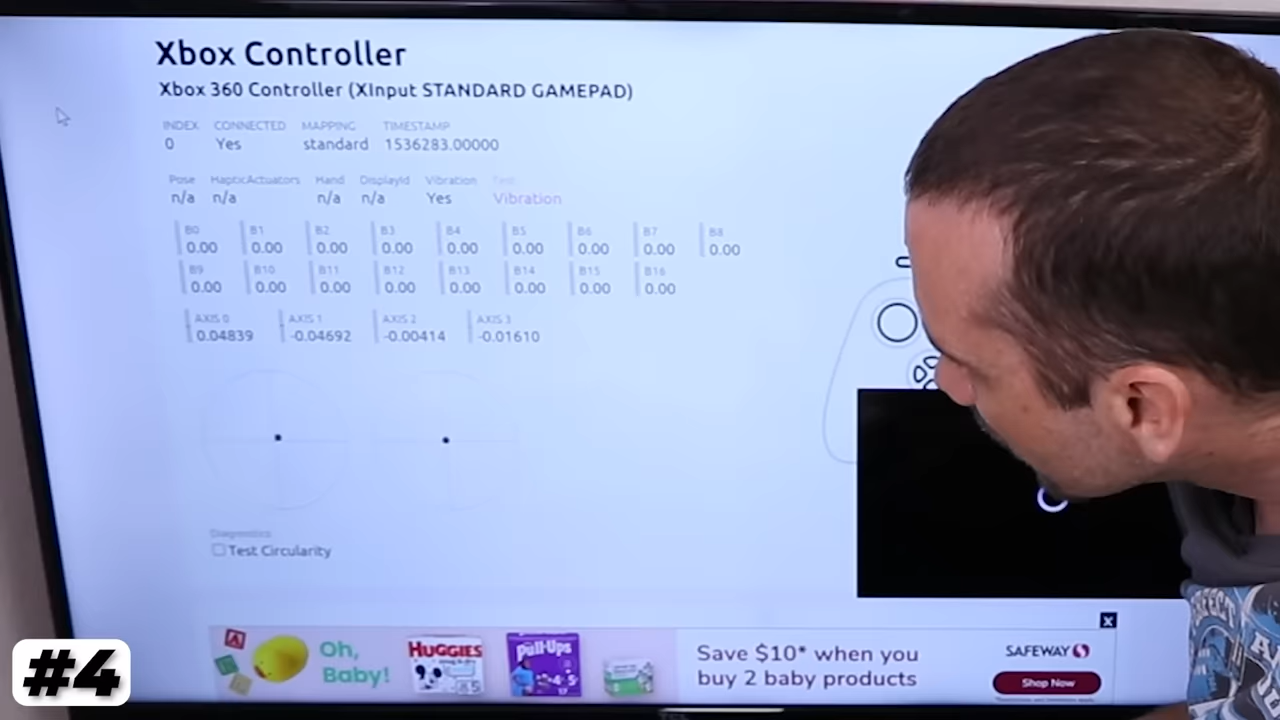 Xbox Controller
Xbox 360 Controller (XInput STANDARD GAMEPAD)
INDEX CONNECTED MAPPING TIMESTAMP
0 Yes standard 1536283.00000
Pose HapticActuators Hand DisplayId Vibration Test
n/a n/a n/a n/a Yes Vibration
B0 B1 B2 B3 B4 B5 B6 B7 B8
0.00 0.00 0.00 0.00 0.00 0.00 0.00 0.00 0.00
B9 B10 B11 B12 B13 B14 B15 B16
0.00 0.00 0.00 0.00 0.00 0.00 0.00 0.00
AXIS 0 AXIS 1 AXIS 2 AXIS 3
0.04839 -0.04692 -0.00414 -0.01610
Diagnostics
Test Circularity
X
Oh,
Baby!
HUGGIES
Pull-Ups
Save $10* when you
buy 2 baby products
SAFEWAY
Shop Now
#4